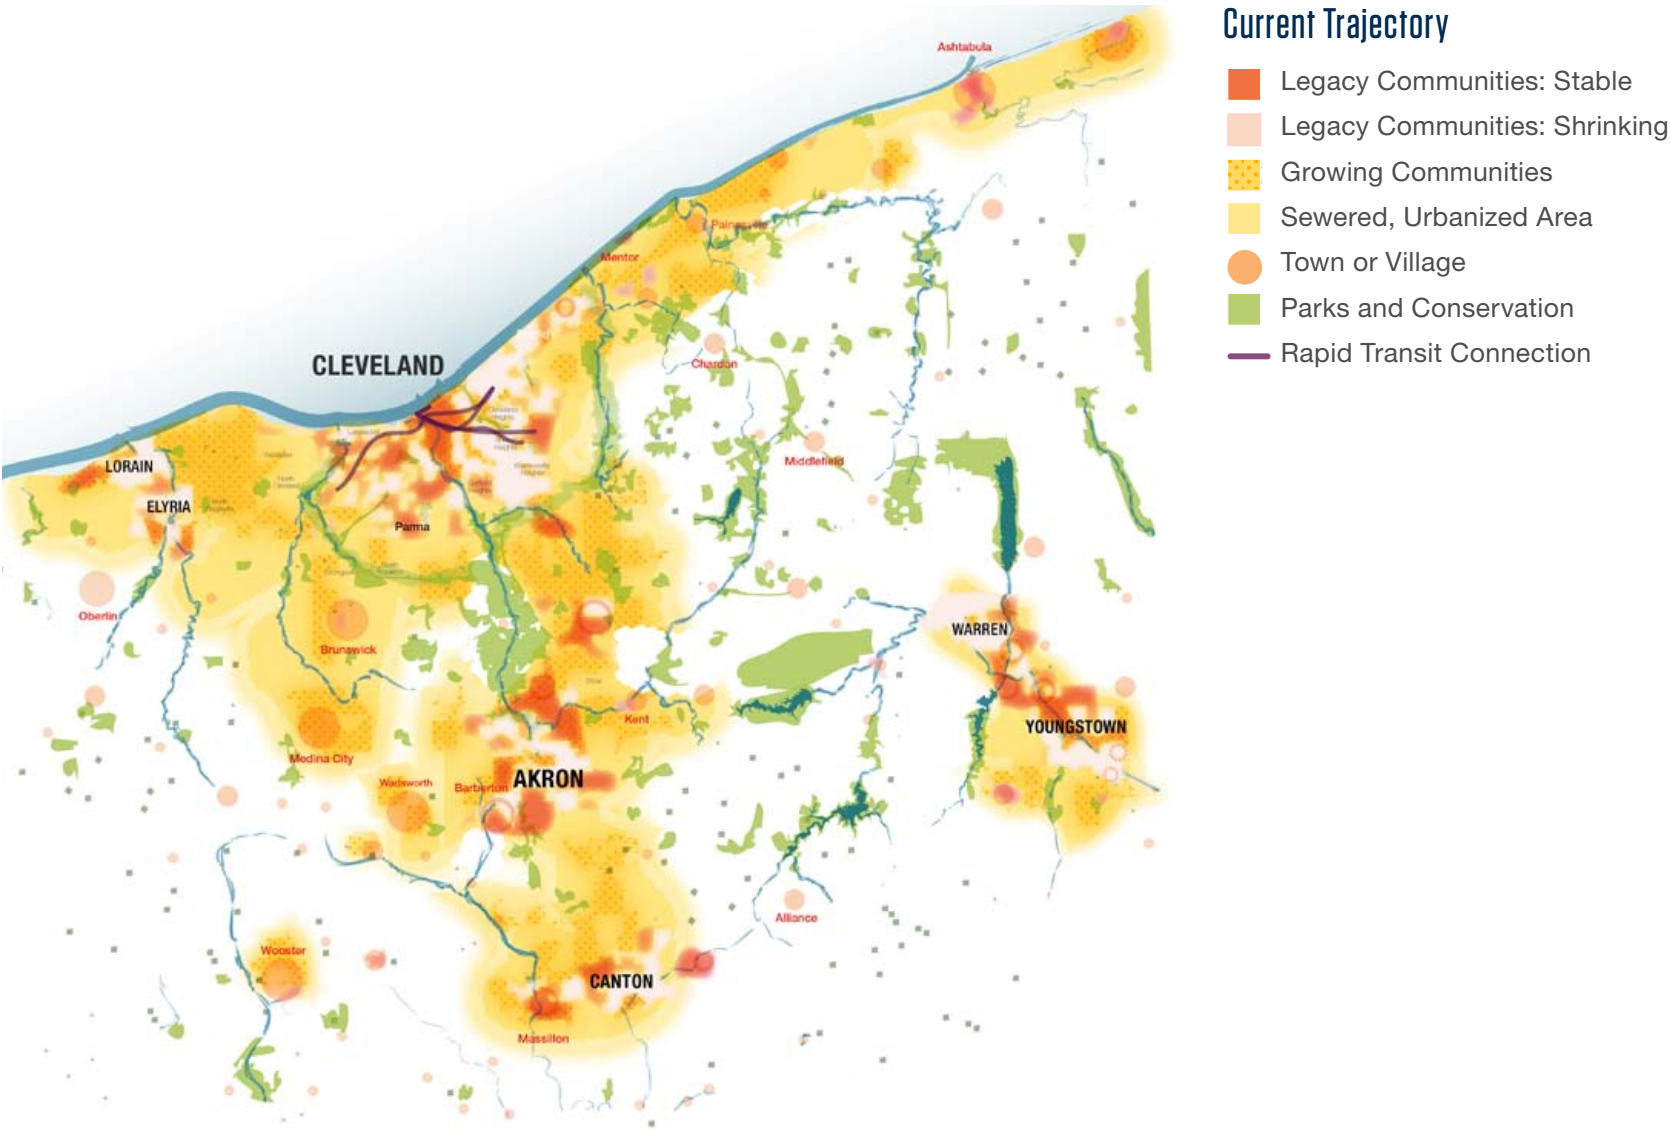 Current Trajectory
Legacy Communities: Stable
Legacy Communities: Shrinking
Growing Communities
Sewered, Urbanized Area
Town or Village
Parks and Conservation
Rapid Transit Connection
Ashtabula
Painesville
Mentor
CLEVELAND
Chardon
LORAIN
Middlefield
ELYRIA
Parma
Oberlin
WARREN
Brunswick
Kent
YOUNGSTOWN
Medina City
Wadsworth
Barberton
AKRON
Alliance
Wooster
CANTON
Massillon